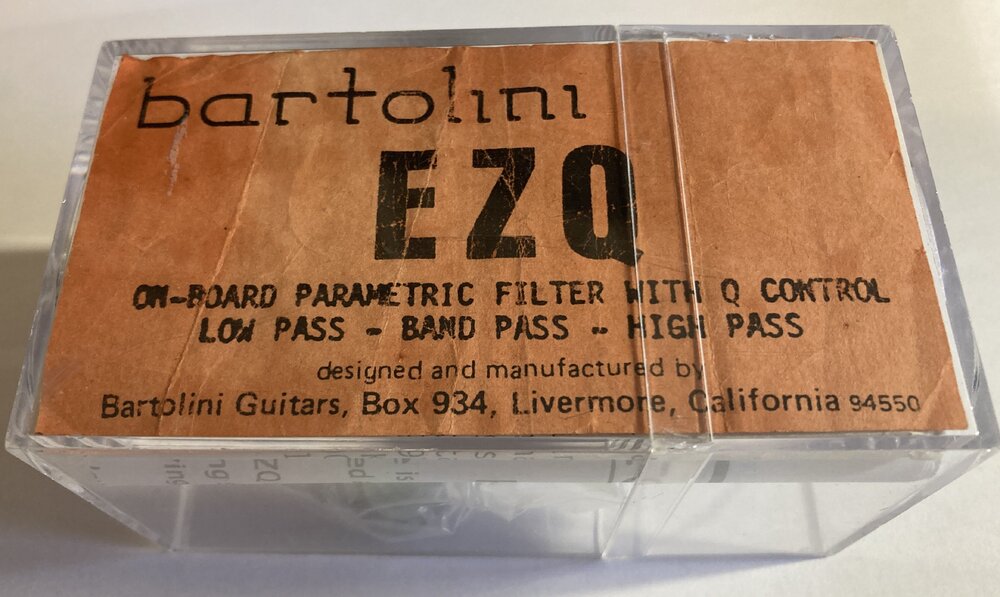 bartolini
EZQ
ON-BOARD PARAMETRIC FILTER WITH Q CONTROL
LOW PASS - BAND PASS - HIGH PASS
designed and manufactured by
Bartolini Guitars, Box 934, Livermore, California 94550